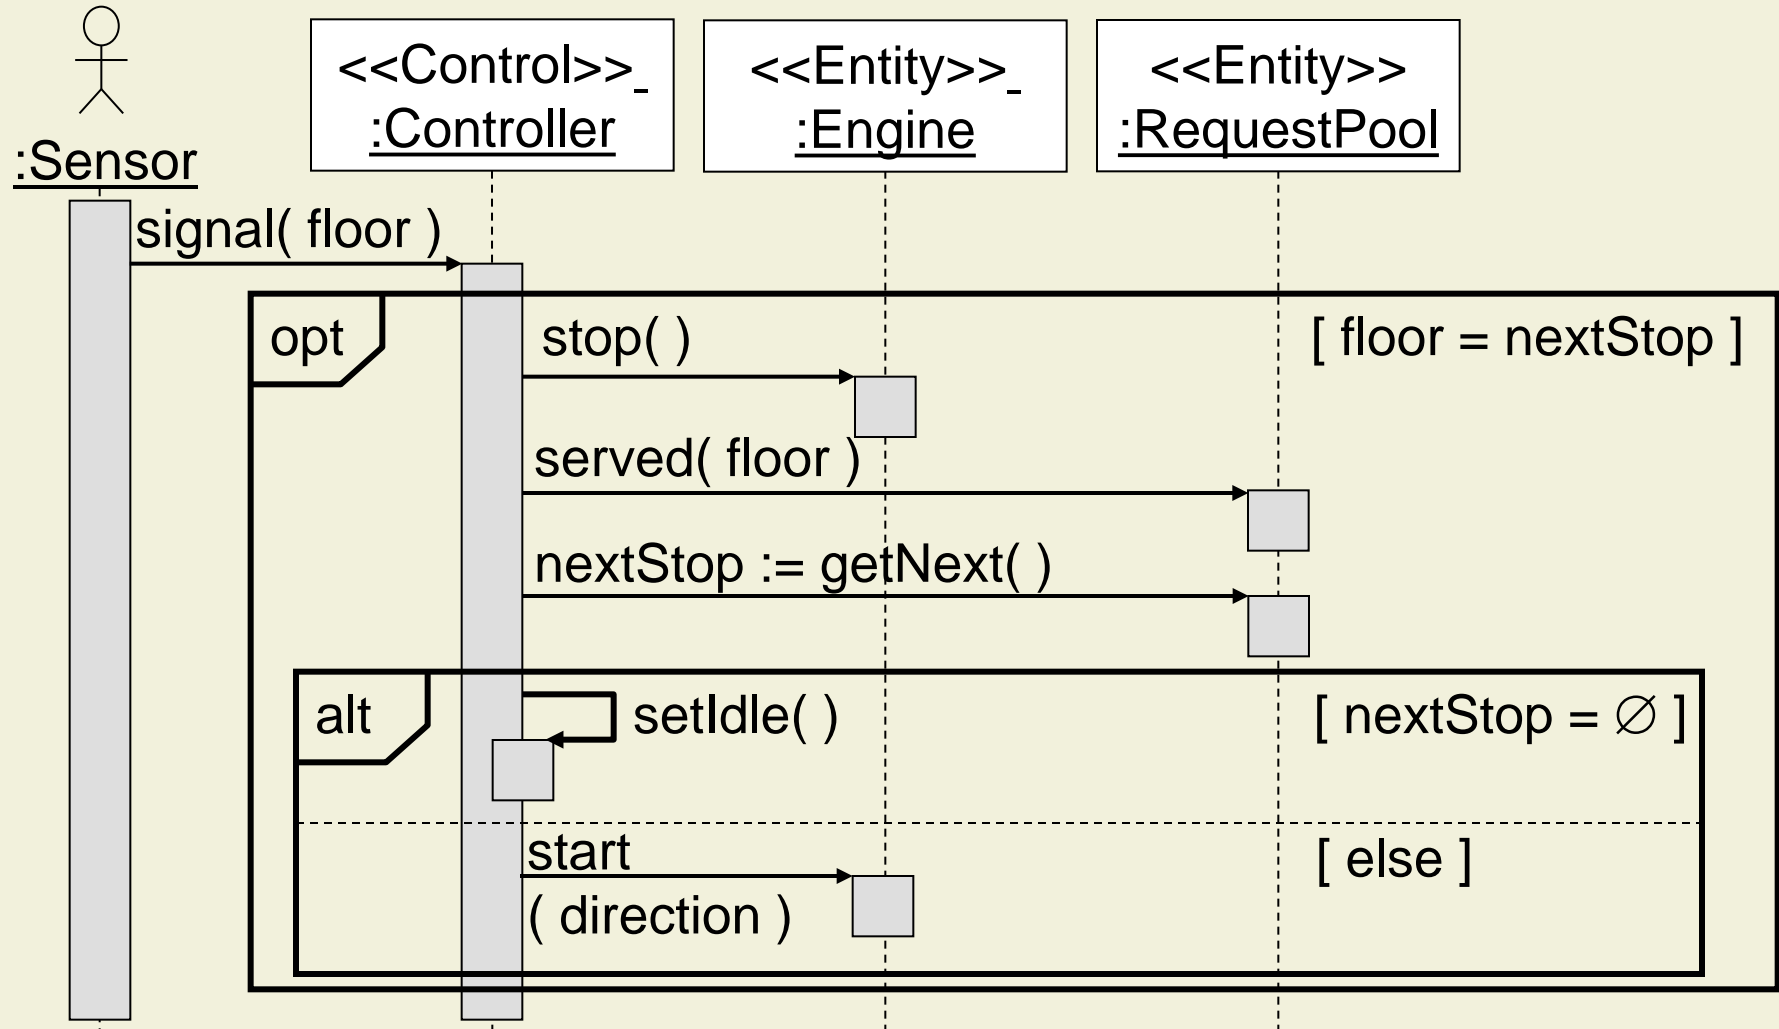 <<Control>>
:Controller
<<Entity>>
:Engine
<<Entity>>
:RequestPool
:Sensor
signal( floor )
opt
stop( )
[ floor = nextStop ]
served( floor )
nextStop := getNext( )
alt
setIdle( )
[ nextStop = ∅ ]
start
( direction )
[ else ]